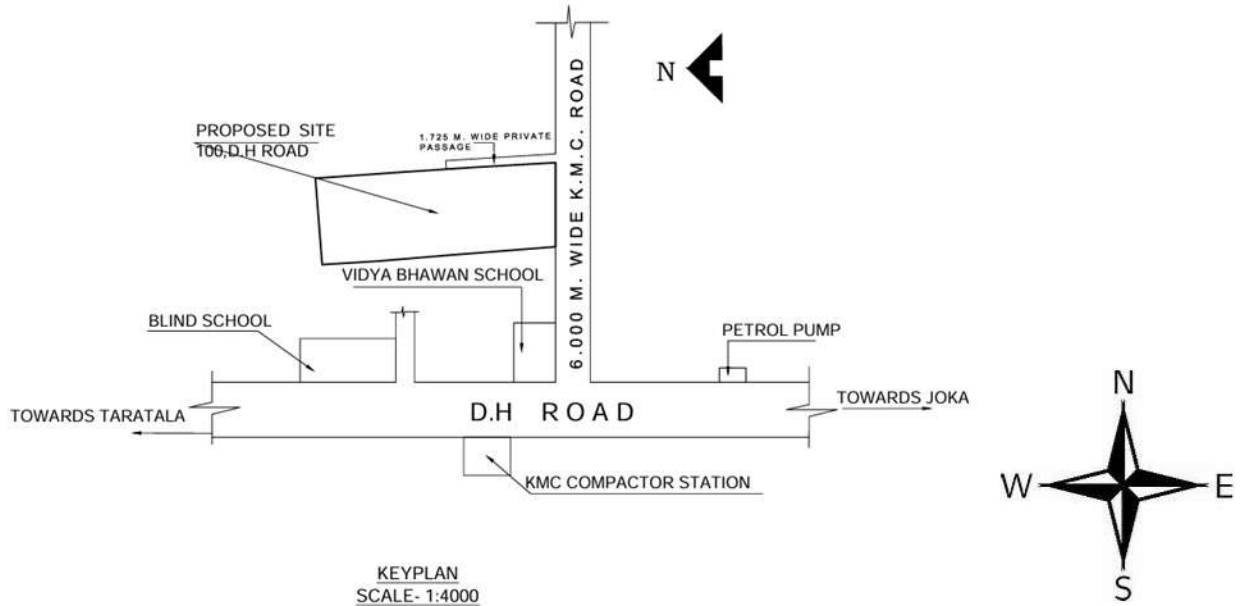 N
PROPOSED SITE
100,D.H ROAD
1.725 M. WIDE PRIVATE
PASSAGE
6.000 M. WIDE K.M.C. ROAD
VIDYA BHAWAN SCHOOL
BLIND SCHOOL
PETROL PUMP
TOWARDS TARATALA
D.H ROAD
TOWARDS JOKA
KMC COMPACTOR STATION
N
W
E
S
KEYPLAN
SCALE- 1:4000